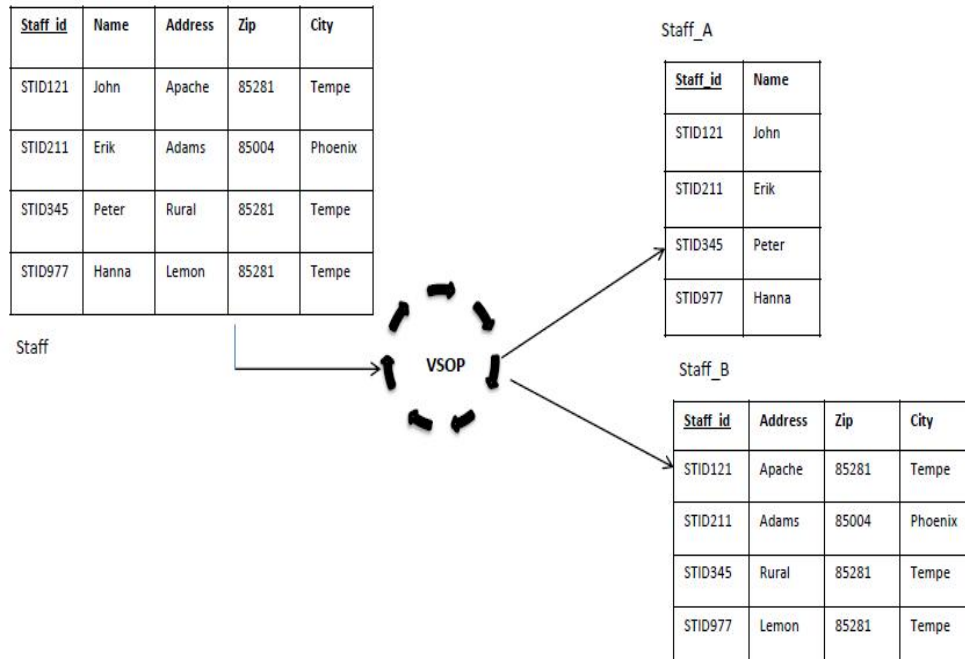 Staff_id Name Address Zip City
STID121 John Apache 85281 Tempe
STID211 Erik Adams 85004 Phoenix
STID345 Peter Rural 85281 Tempe
STID977 Hanna Lemon 85281 Tempe
Staff
VSOP
Staff_A
Staff_id Name
STID121 John
STID211 Erik
STID345 Peter
STID977 Hanna
Staff_B
Staff_id Address Zip City
STID121 Apache 85281 Tempe
STID211 Adams 85004 Phoenix
STID345 Rural 85281 Tempe
STID977 Lemon 85281 Tempe